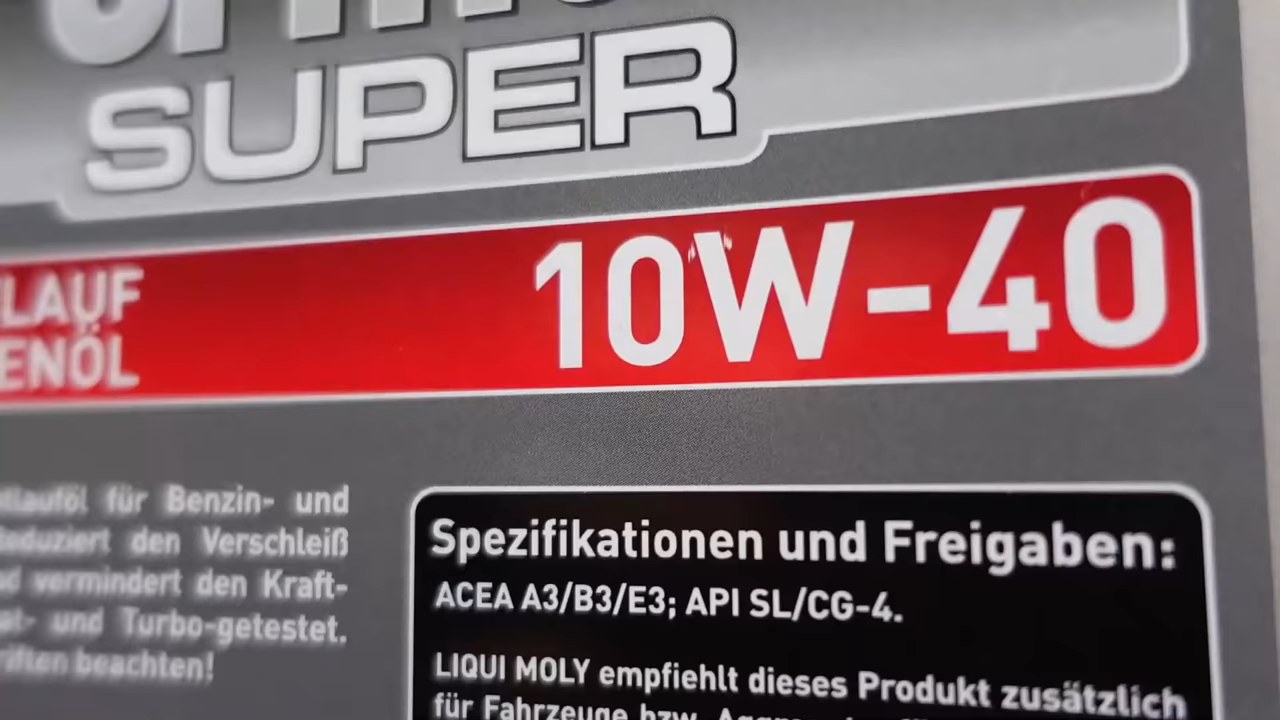 SUPER
LAUF
ENÖL
10W-40
für Benzin- und
den Verschleiß
vermindert den Kraft-
und Turbo-getestet.
beachten!
Spezifikationen und Freigaben:
ACEA A3/B3/E3; API SL/CG-4.
LIQUI MOLY empfiehlt dieses Produkt zusätzlich
für Fahrzeuge bzw.